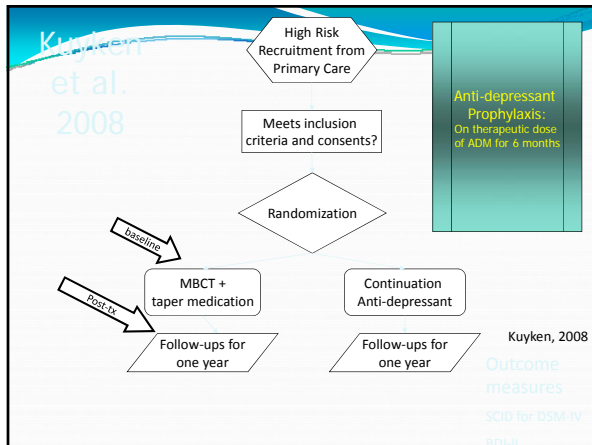 Kuyken
et al.
2008
High Risk
Recruitment from
Primary Care
Anti-depressant
Prophylaxis:
On therapeutic dose
of ADM for 6 months
Meets inclusion
criteria and consents?
Randomization
baseline
MBCT +
taper medication
Continuation
Anti-depressant
Post-tx
Follow-ups for
one year
Follow-ups for
one year
Kuyken, 2008
Outcome
measures
SCID for DSM-IV